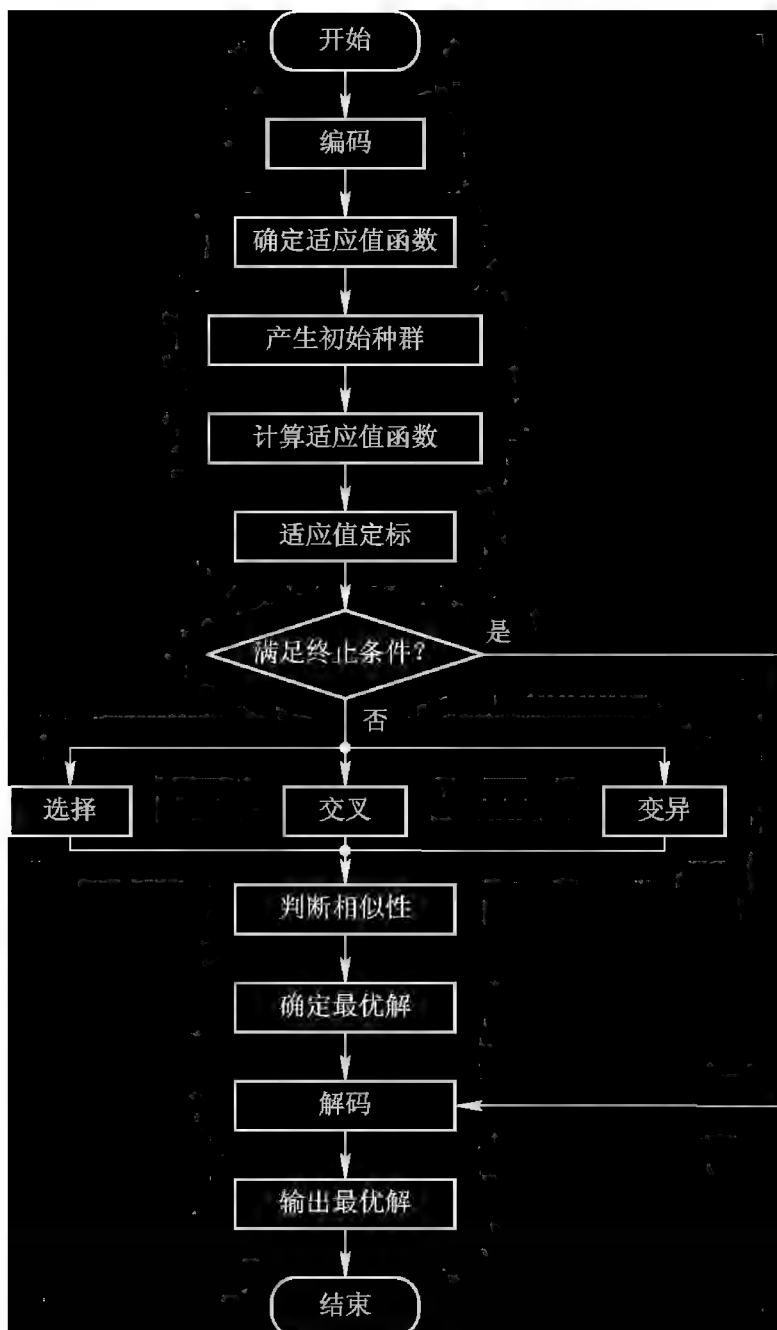 开始
编码
确定适应值函数
产生初始种群
计算适应值函数
适应值定标
满足终止条件?
是
否
选择
交叉
变异
判断相似性
确定最优解
解码
输出最优解
结束